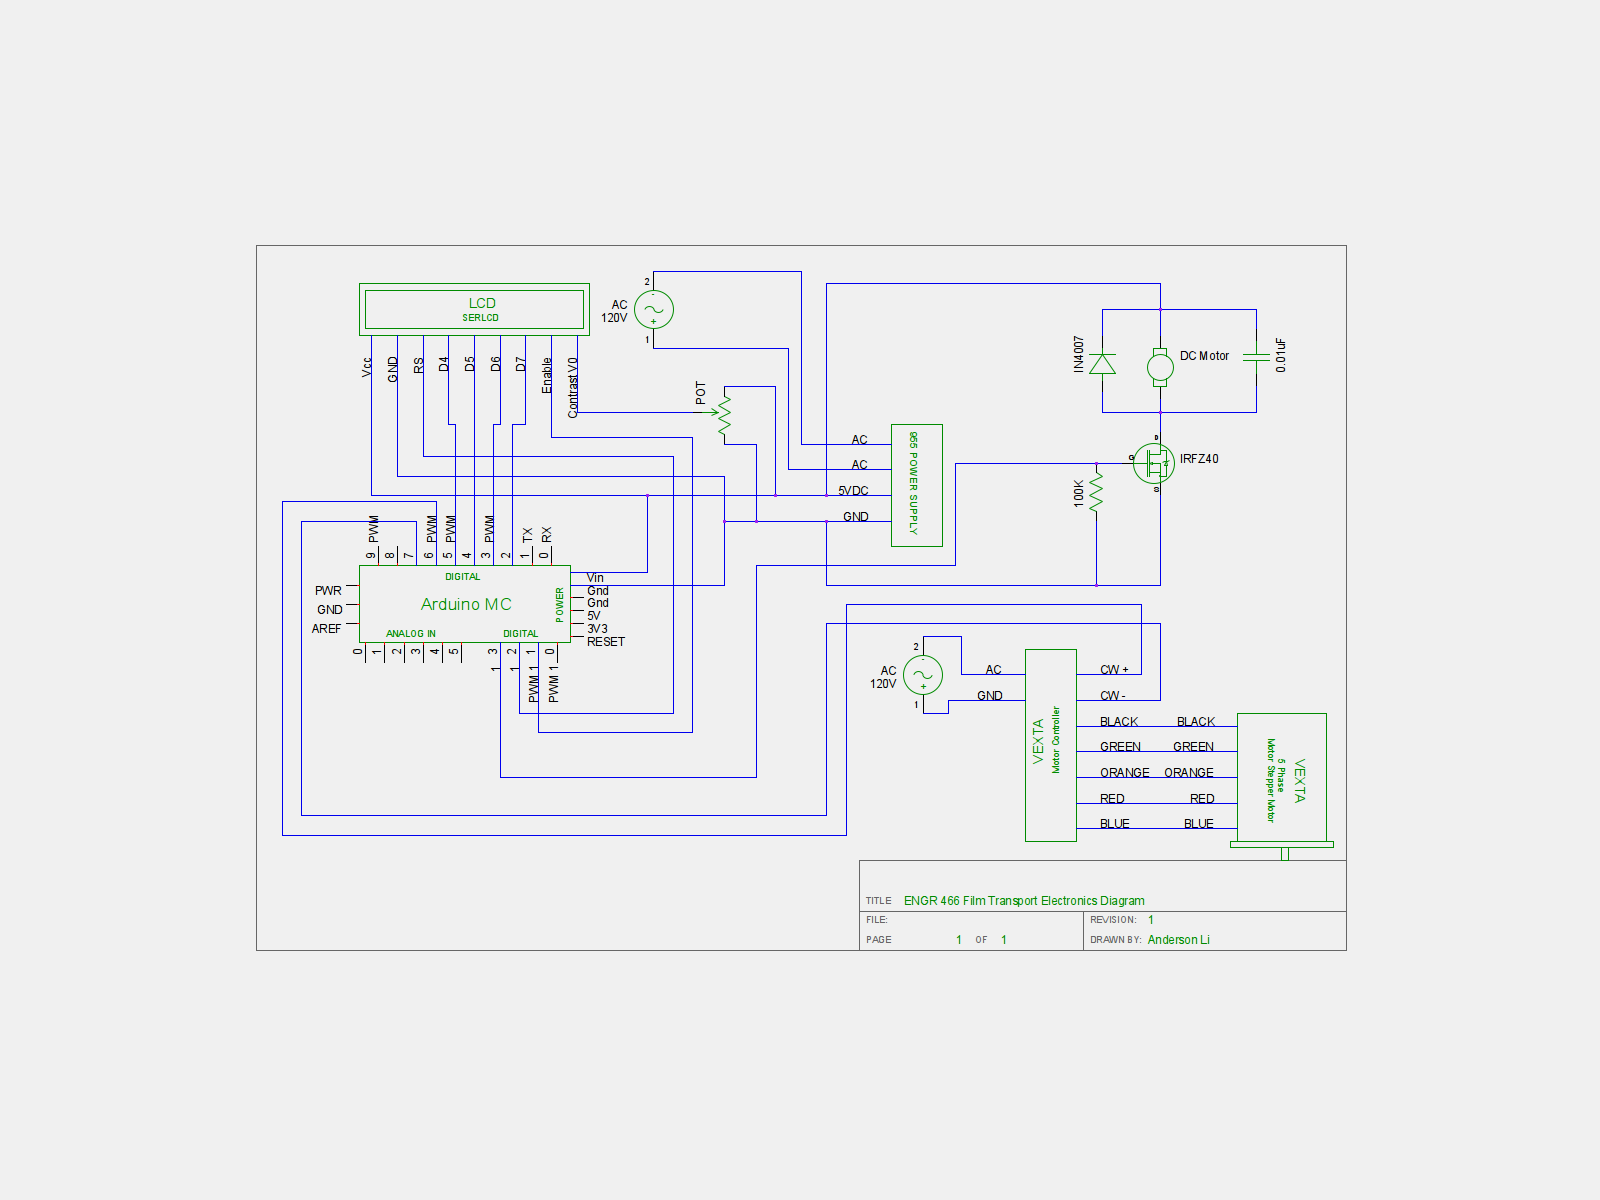 LCD
SERLCD
Vcc
GND
RS
D4
D5
D6
D7
Enable
Contrast V0
2
AC
120V
-
+
1
POT
IN4007
DC Motor
0.01uF
D
G
S
IRFZ40
100K
AC
AC
5VDC
GND
955 POWER SUPPLY
PWM
PWM
PWM
PWM
TX
RX
9
8
7
6
5
4
3
2
1
0
DIGITAL
Arduino MC
POWER
ANALOG IN
DIGITAL
PWR
GND
AREF
Vin
Gnd
Gnd
5V
3V3
RESET
0
1
2
3
4
5
3
1
2
1
1
PWM 1
0
PWM 1
2
AC
120V
-
+
1
AC
GND
VEXTA
Motor Controller
CW +
CW -
BLACK BLACK
GREEN GREEN
ORANGE ORANGE
RED RED
BLUE BLUE
VEXTA
5 Phase
Motor Stepper Motor
TITLE ENGR 466 Film Transport Electronics Diagram
FILE:
REVISION: 1
PAGE 1 OF 1
DRAWN BY: Anderson Li